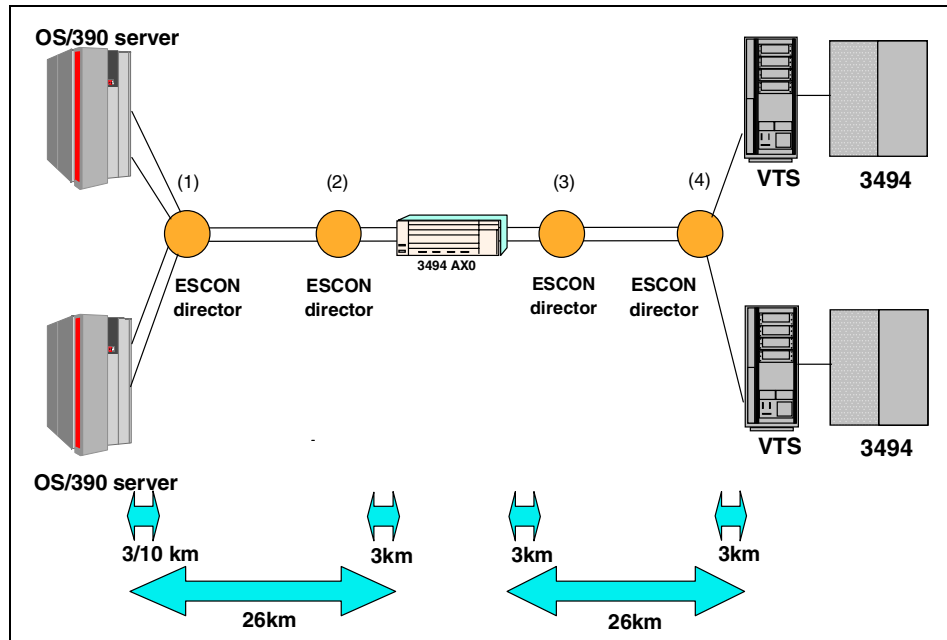 OS/390 server
(1)
(2)
(3)
(4)
VTS
3494
3494 AX0
ESCON
director
ESCON
director
ESCON
director
ESCON
director
VTS
3494
OS/390 server
3/10 km
3km
3km
3km
26km
26km